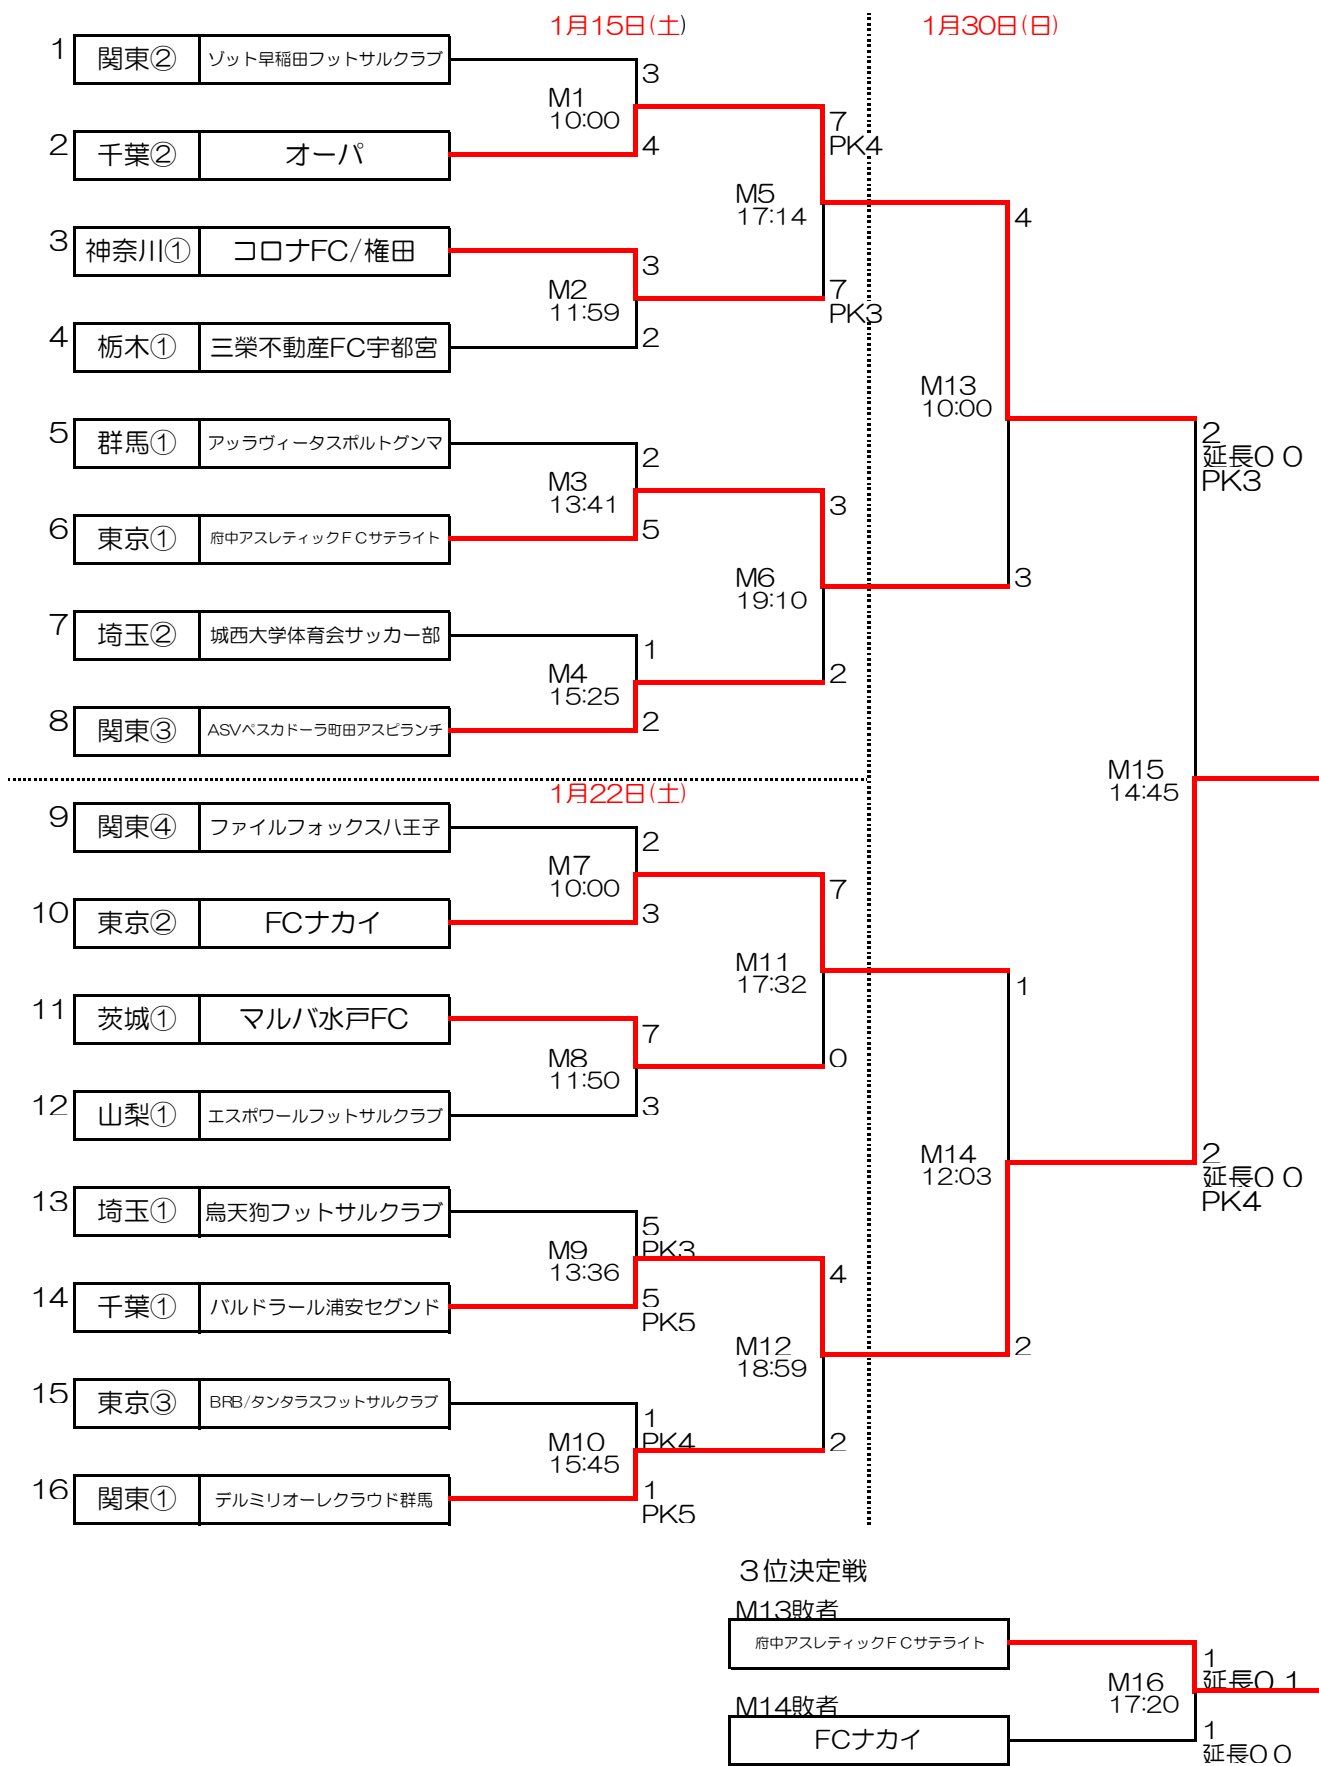 1月15日(土)
1月30日(日)
1 関東② ゾット早稲田フットサルクラブ
3
M1
10:00
7
PK4
2 千葉② オーパ
4
M5
17:14
4
3 神奈川① コロナFC/権田
3
M2
11:59
7
PK3
4 栃木① 三榮不動産FC宇都宮
2
M13
10:00
5 群馬① アッラヴィータスポルトグンマ
2
延長0 0
PK3
2
M3
13:41
3
6 東京① 府中アスレティックFCサテライト
5
M6
19:10
3
7 埼玉② 城西大学体育会サッカー部
1
M4
15:25
2
8 関東③ ASVペスカドーラ町田アスピランチ
2
M15
14:45
1月22日(土)
9 関東④ ファイルフォックス八王子
2
M7
10:00
7
10 東京② FCナカイ
3
M11
17:32
1
11 茨城① マルバ水戸FC
7
M8
11:50
0
12 山梨① エスポワールフットサルクラブ
3
M14
12:03
2
延長0 0
PK4
13 埼玉① 烏天狗フットサルクラブ
5
PK3
M9
13:36
4
14 千葉① バルドラール浦安セグンド
5
PK5
M12
18:59
2
15 東京③ BRB/タンタラスフットサルクラブ
1
PK4
M10
15:45
2
16 関東① デルミリオーレクラウド群馬
1
PK5
3位決定戦
M13敗者
府中アスレティックFCサテライト
1
延長0 1
M16
17:20
M14敗者
FCナカイ
1
延長0 0